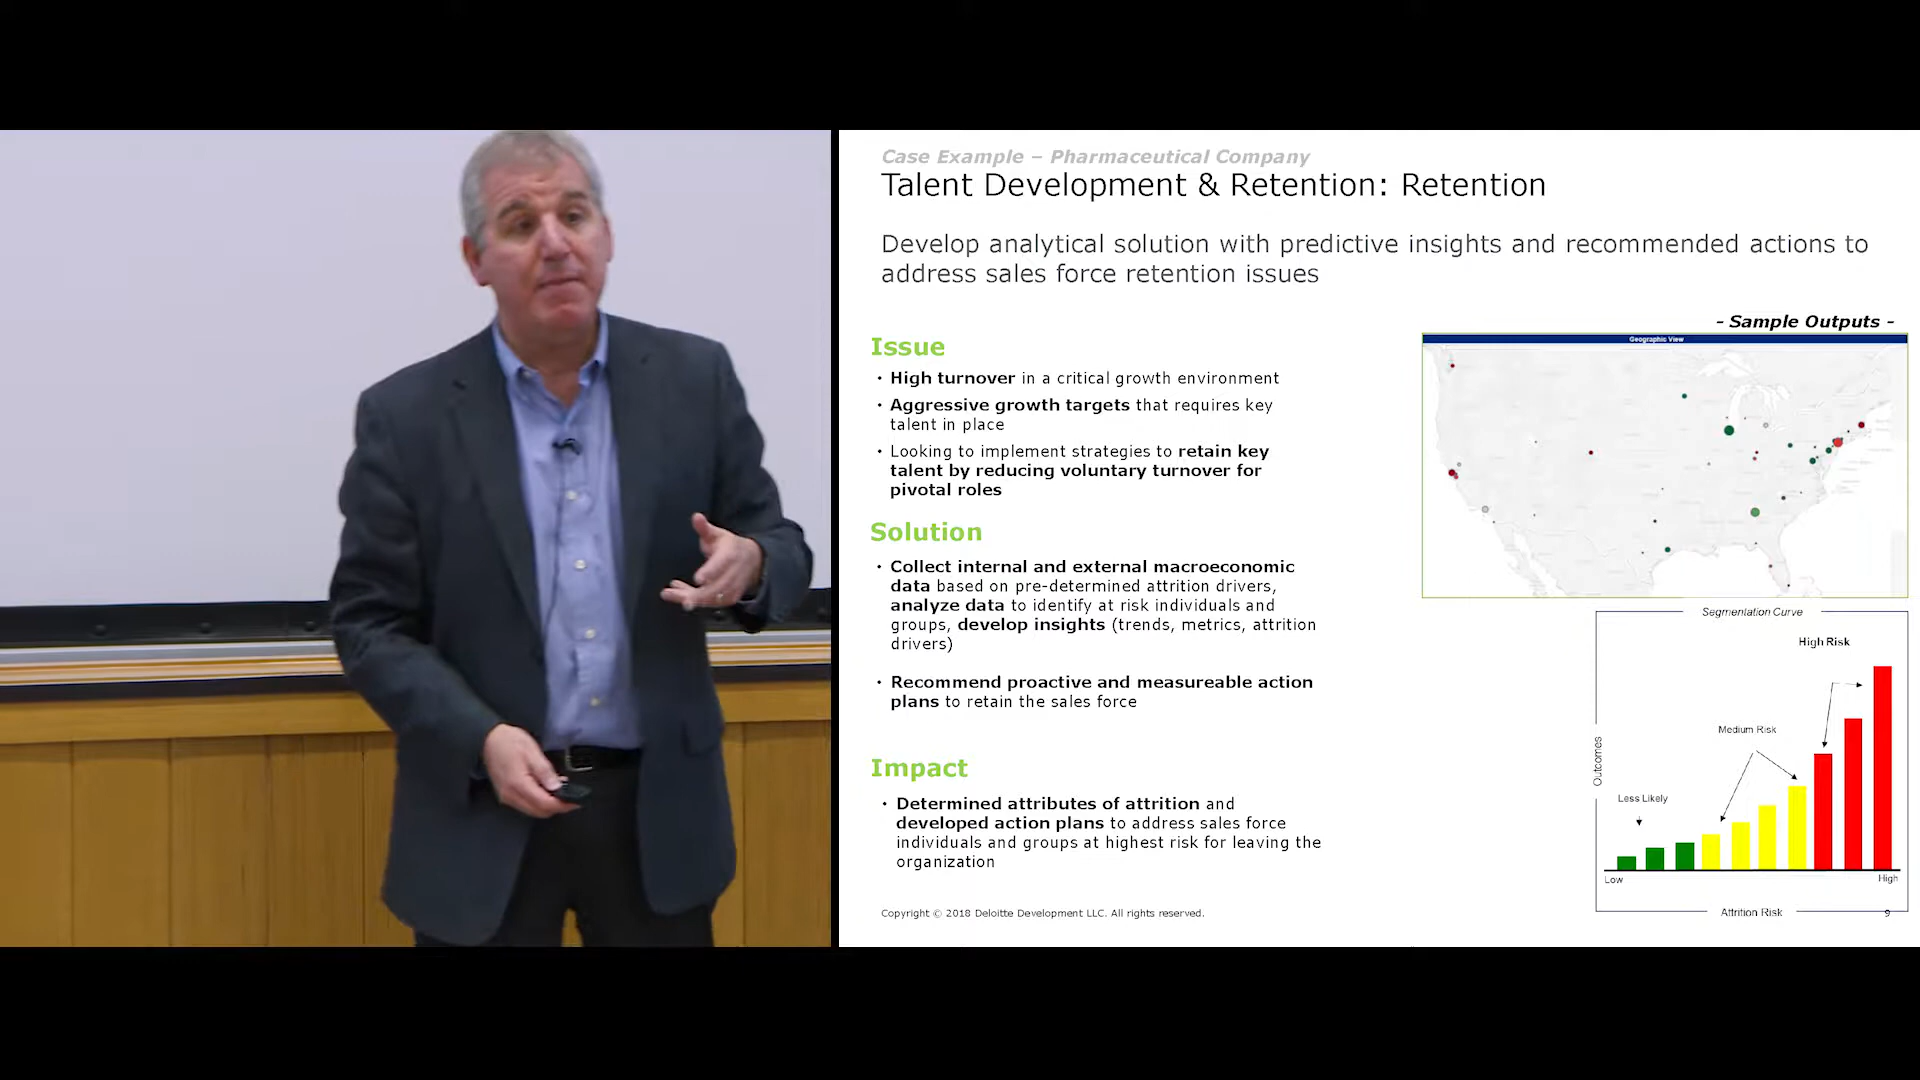 Case Example – Pharmaceutical Company
Talent Development & Retention: Retention
Develop analytical solution with predictive insights and recommended actions to
address sales force retention issues
- Sample Outputs -
Issue
• High turnover in a critical growth environment
• Aggressive growth targets that requires key
talent in place
• Looking to implement strategies to retain key
talent by reducing voluntary turnover for
pivotal roles
Solution
• Collect internal and external macroeconomic
data based on pre-determined attrition drivers,
analyze data to identify at risk individuals and
groups, develop insights (trends, metrics, attrition
drivers)
• Recommend proactive and measureable action
plans to retain the sales force
Impact
• Determined attributes of attrition and
developed action plans to address sales force
individuals and groups at highest risk for leaving the
organization
Geographic View
Segmentation Curve
High Risk
Medium Risk
Less Likely
Outcomes
Low
High
Attrition Risk
Copyright © 2018 Deloitte Development LLC. All rights reserved.
9